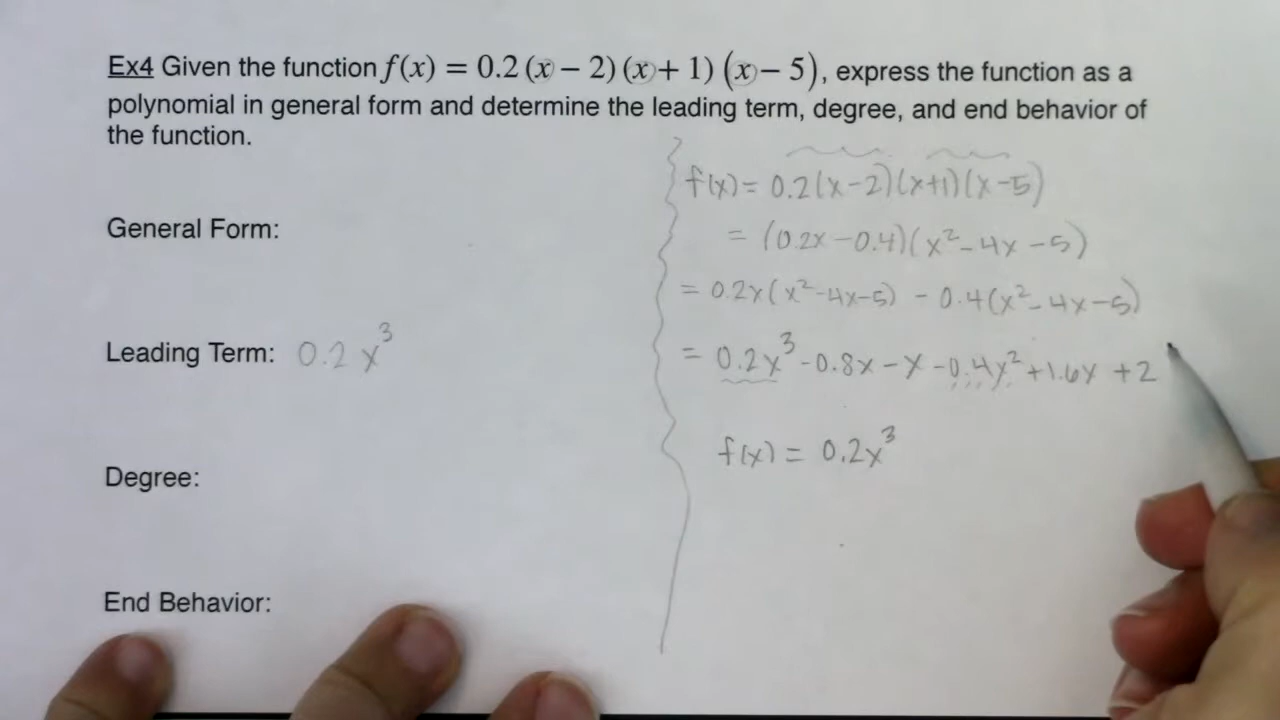 Ex4 Given the function f(x) = 0.2 (x − 2) (x + 1) (x − 5), express the function as a
polynomial in general form and determine the leading term, degree, and end behavior of
the function.
f(x) = 0.2(x−2)(x+1)(x−5)
General Form:
= (0.2x −0.4)(x² − 4x − 5)
= 0.2x(x²−4x−5) − 0.4(x² − 4x −5)
Leading Term: 0.2 x³
= 0.2x³ −0.8x − x −0.4x² +1.6x +2
f(x) = 0.2x³
Degree:
End Behavior: